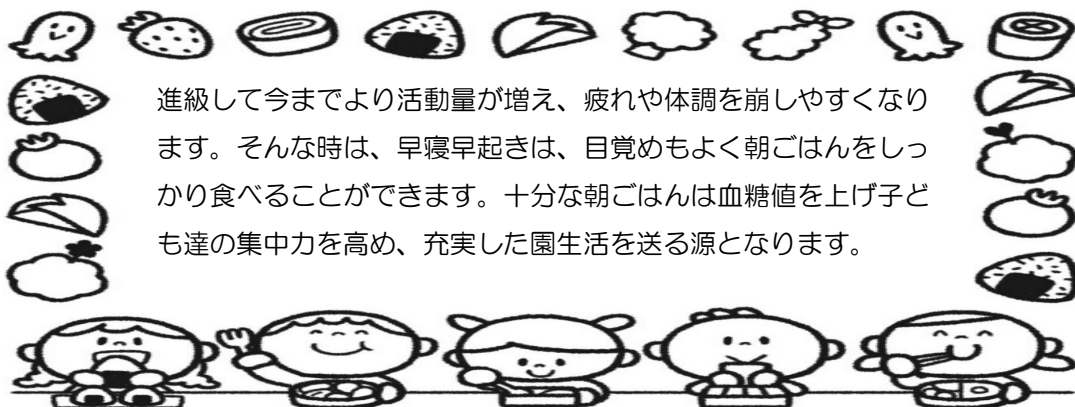 進級して今までより活動量が増え、疲れや体調を崩しやすくなり
ます。そんな時は、早寝早起きは、目覚めもよく朝ごはんをしっ
かり食べることができます。十分な朝ごはんは血糖値を上げ子ど
も達の集中力を高め、充実した園生活を送る源となります。